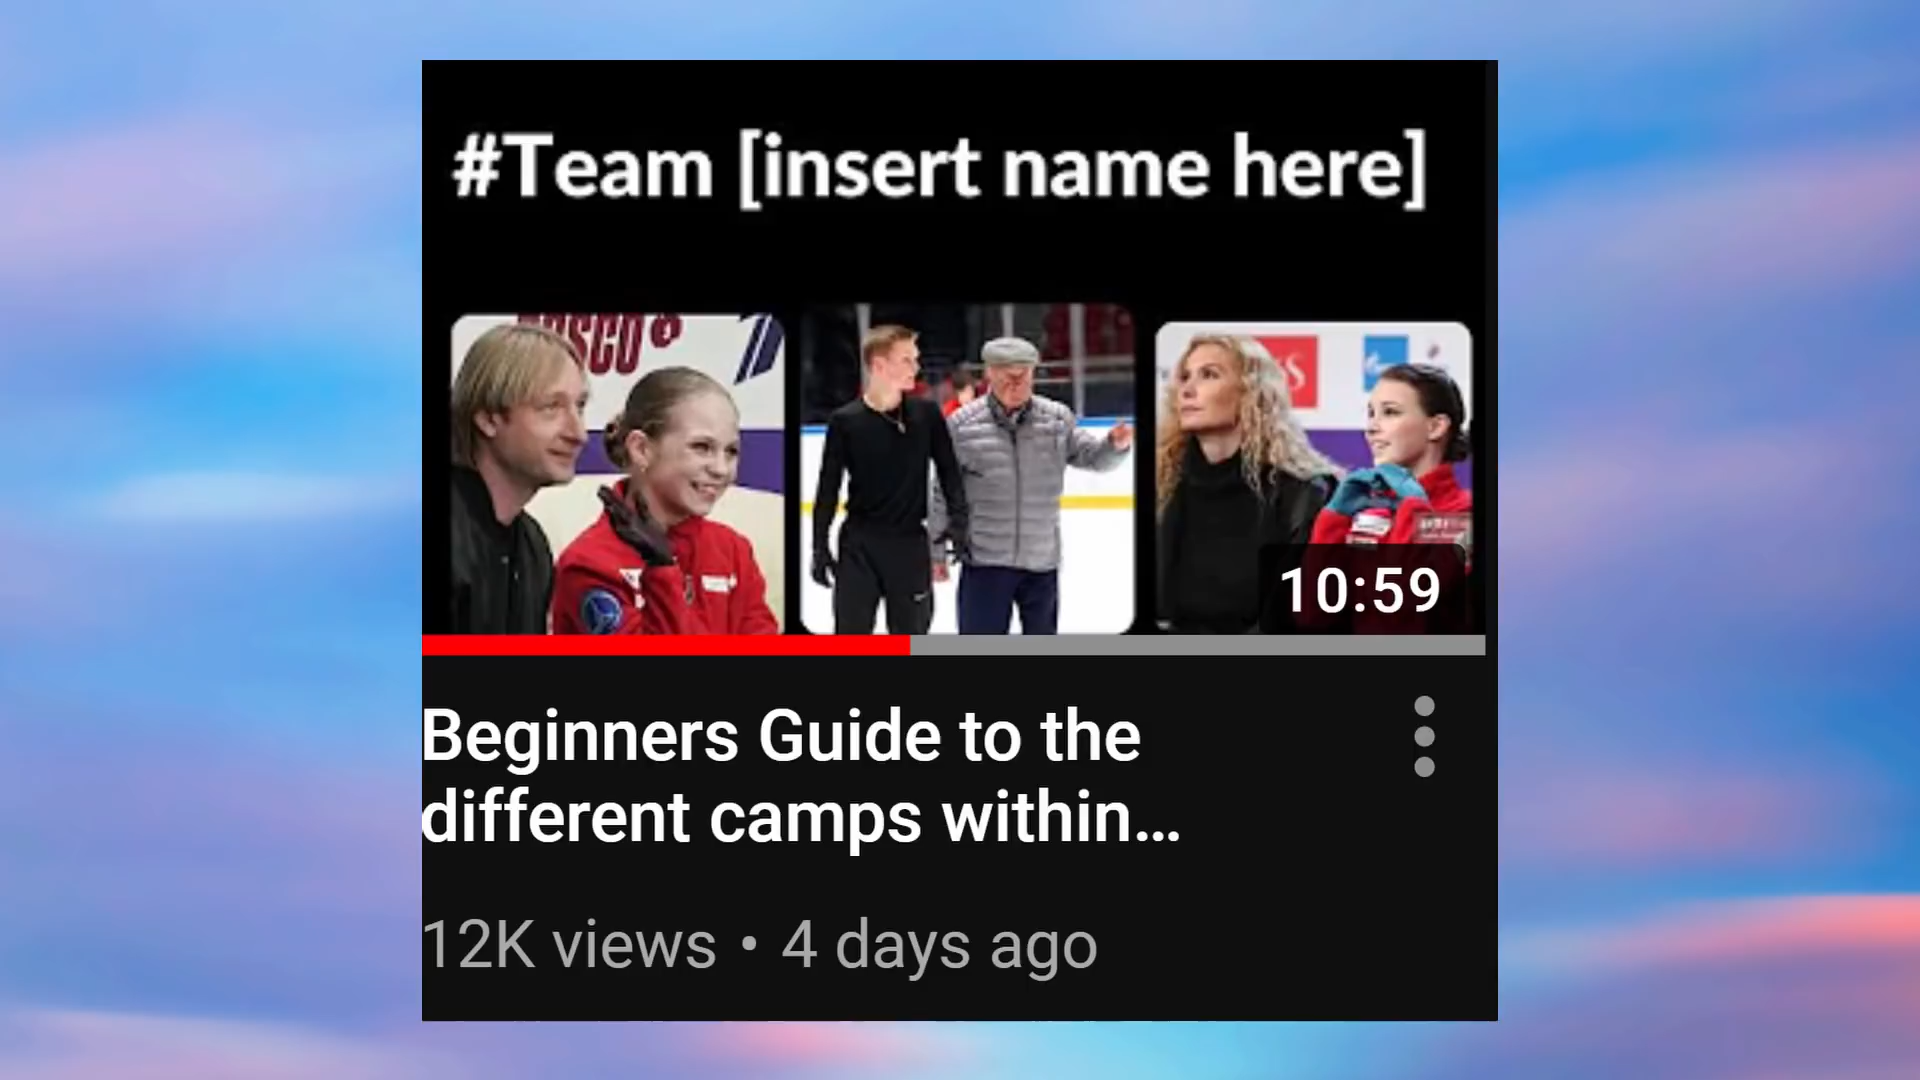 #Team [insert name here]
10:59
Beginners Guide to the
different camps within...
12K views • 4 days ago